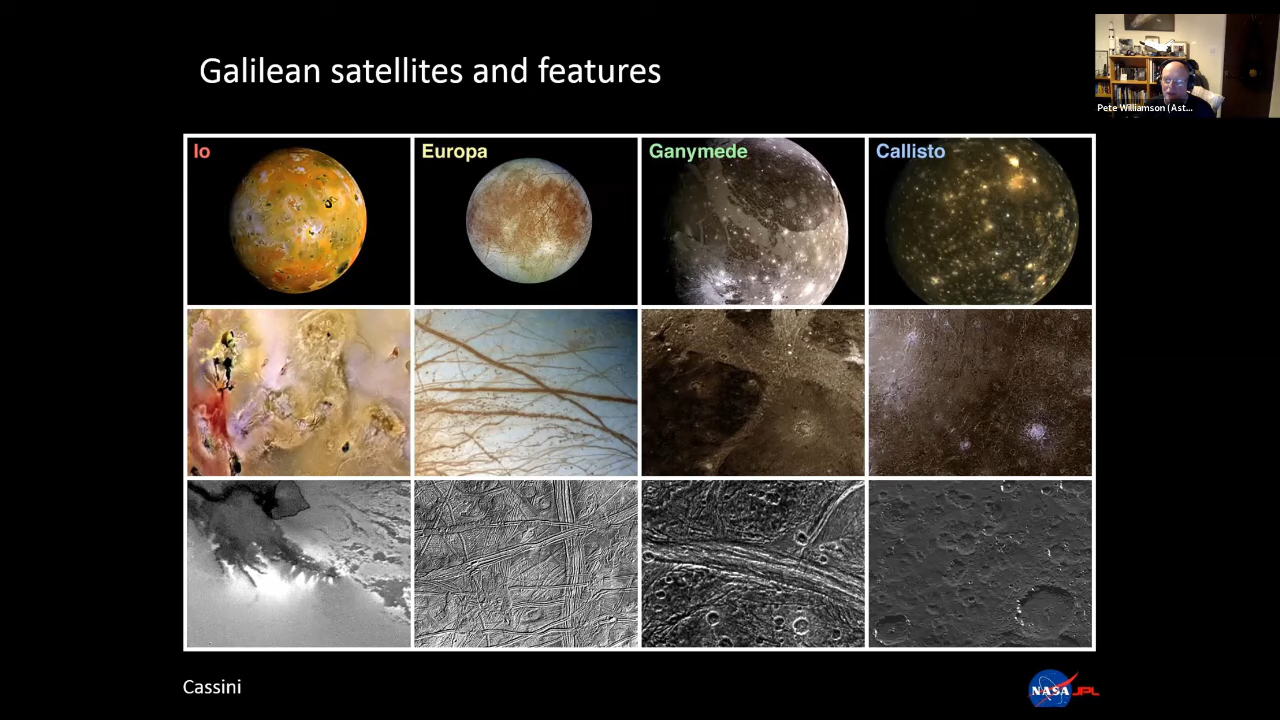 Galilean satellites and features
Pete Williamson (Ast...
Io
Europa
Ganymede
Callisto
Cassini
NASA JPL